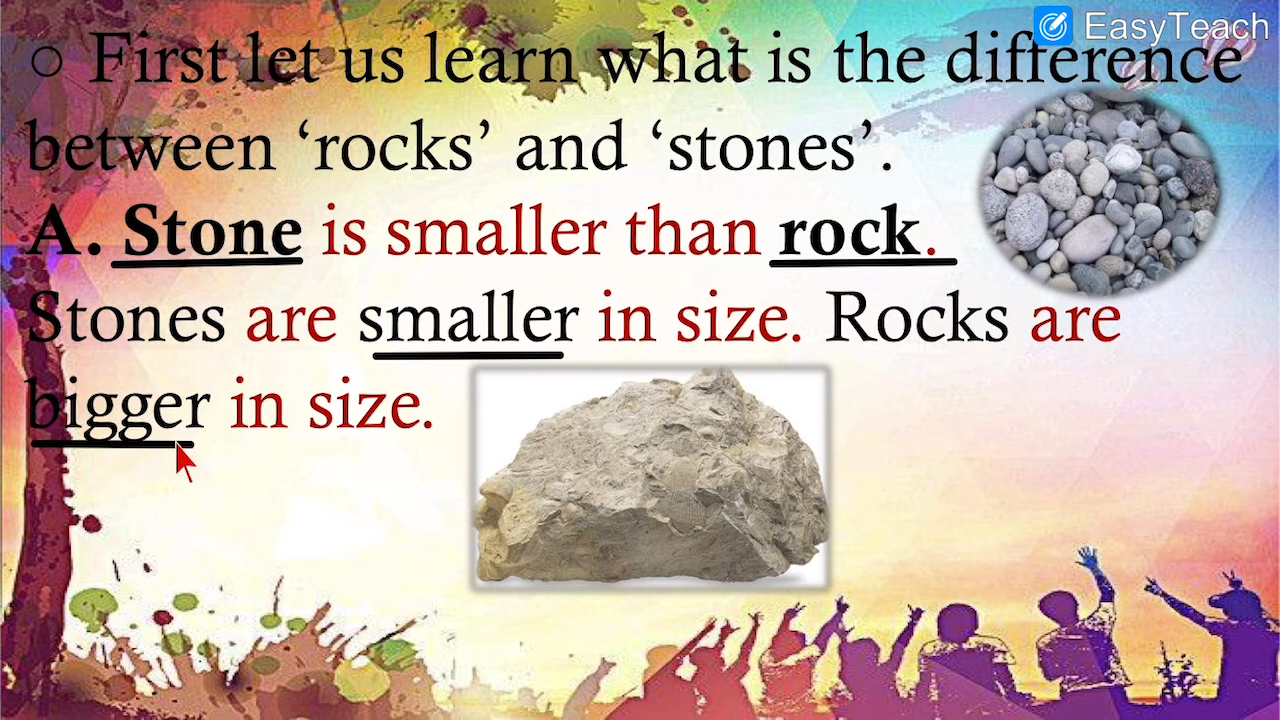 EasyTeach
○ First let us learn what is the difference
between ‘rocks’ and ‘stones’.
A. Stone is smaller than rock.
Stones are smaller in size. Rocks are
bigger in size.